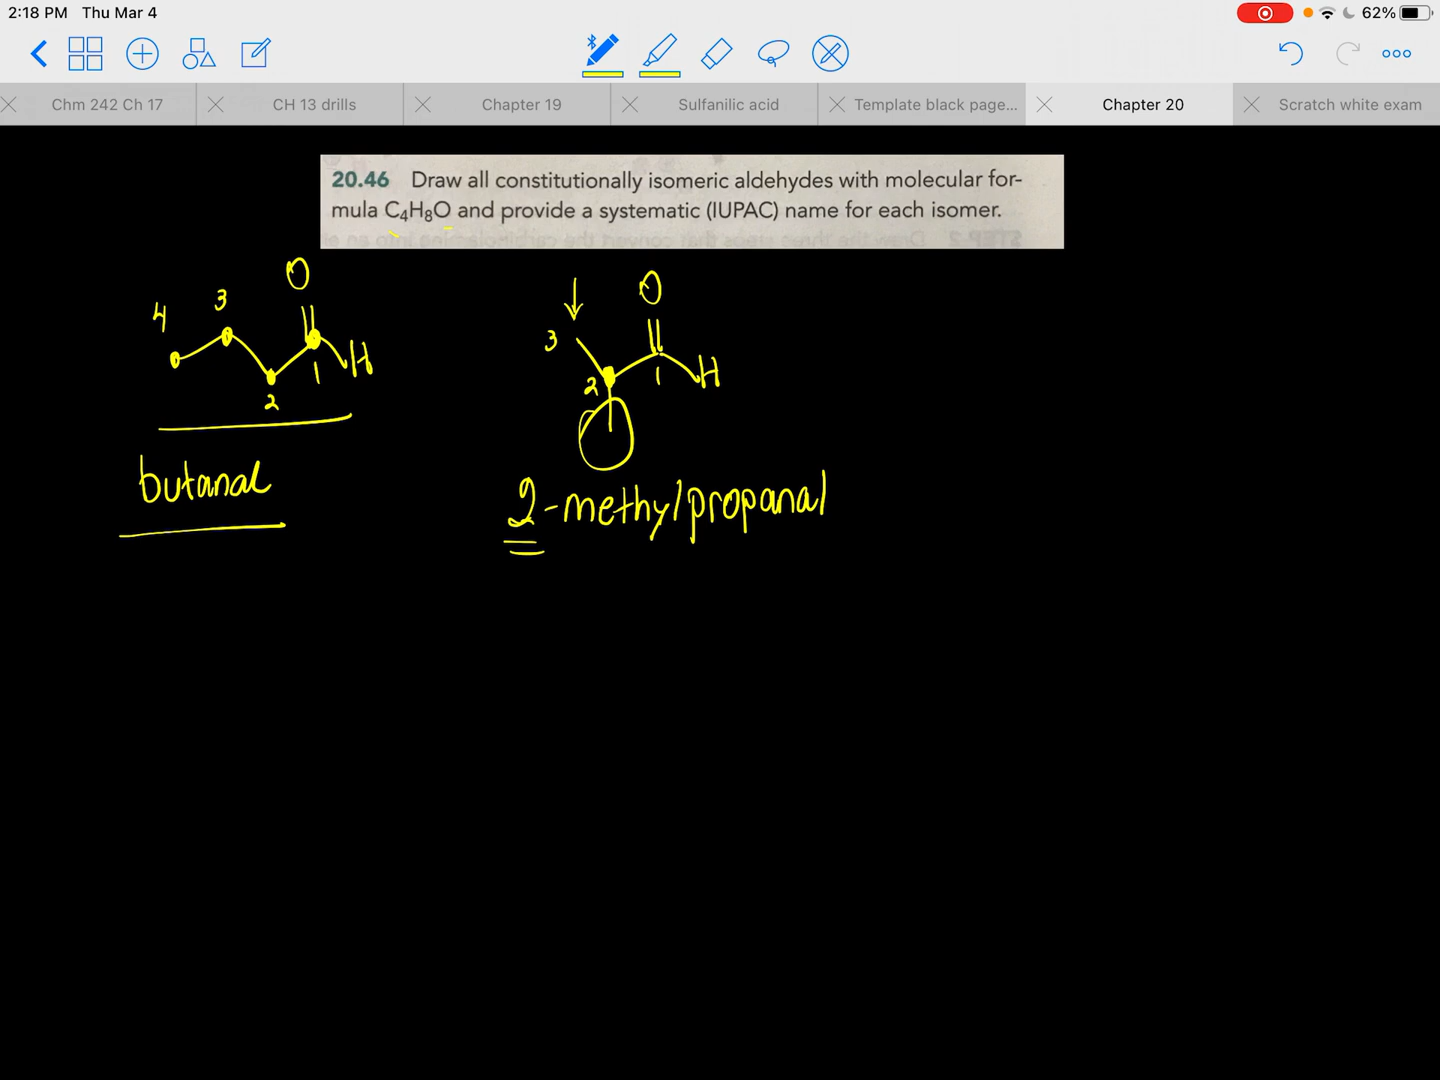 2:18 PM Thu Mar 4 62%
Chm 242 Ch 17 CH 13 drills Chapter 19 Sulfanilic acid Template black page... Chapter 20 Scratch white exam
20.46 Draw all constitutionally isomeric aldehydes with molecular for-
mula C₄H₈O and provide a systematic (IUPAC) name for each isomer.
O
4 3
1 H
2
butanal
O
3
2 1 H
2-methylpropanal